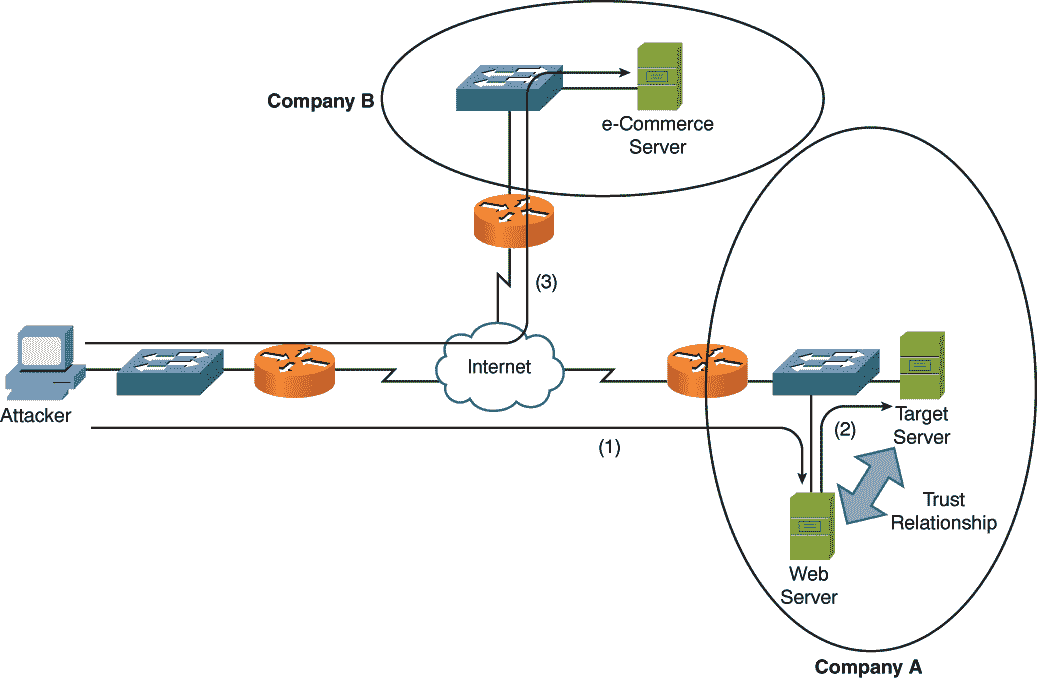 Company B
e-Commerce
Server
(3)
Internet
Attacker
(1)
(2)
Target
Server
Trust
Relationship
Web
Server
Company A